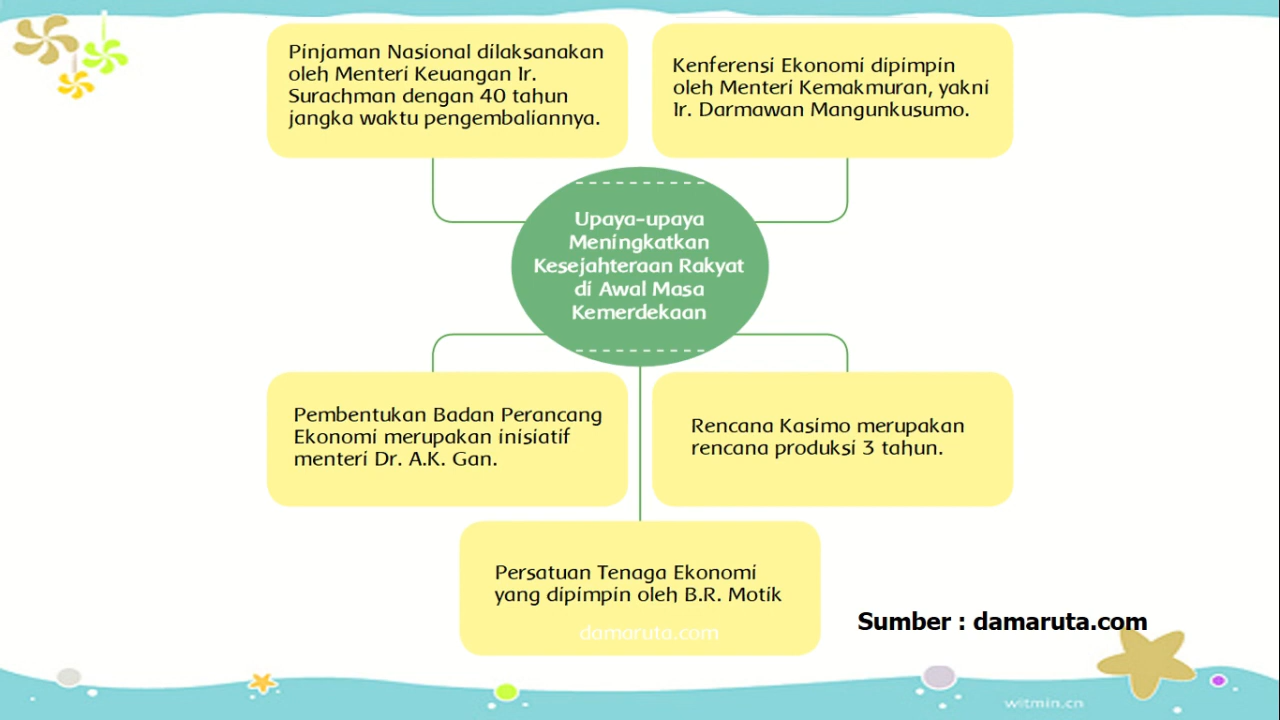 Pinjaman Nasional dilaksanakan
oleh Menteri Keuangan Ir.
Surachman dengan 40 tahun
jangka waktu pengembaliannya.
Kenferensi Ekonomi dipimpin
oleh Menteri Kemakmuran, yakni
Ir. Darmawan Mangunkusumo.
Upaya-upaya
Meningkatkan
Kesejahteraan Rakyat
di Awal Masa
Kemerdekaan
Pembentukan Badan Perancang
Ekonomi merupakan inisiatif
menteri Dr. A.K. Gan.
Rencana Kasimo merupakan
rencana produksi 3 tahun.
Persatuan Tenaga Ekonomi
yang dipimpin oleh B.R. Motik
damaruta.com
Sumber : damaruta.com
witmin.cn